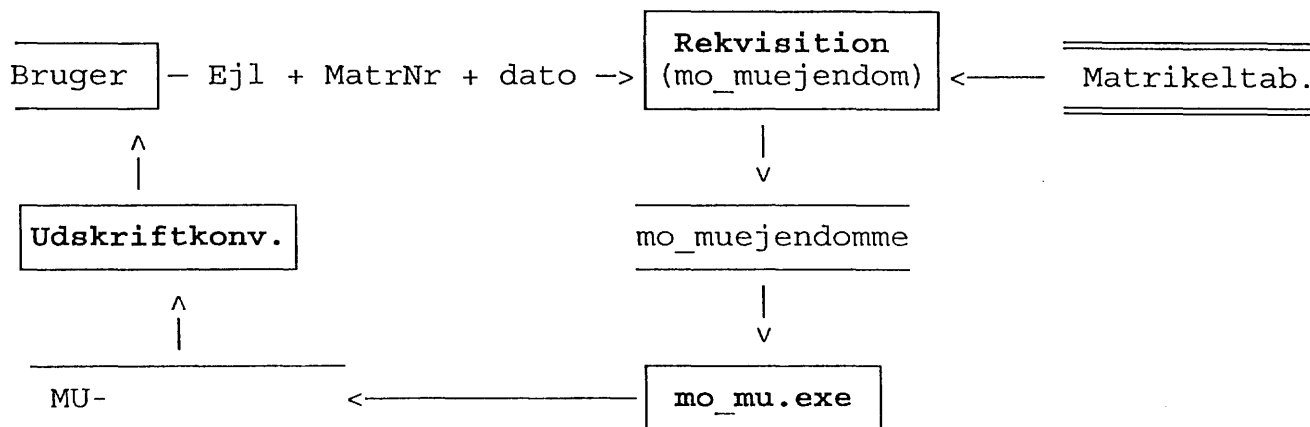 Rekvisition
Bruger — Ejl + MatrNr + dato —> (mo_muejendom) <—— Matrikeltab.
Udskriftkonv. mo_muejendomme
MU- <—— mo_mu.exe